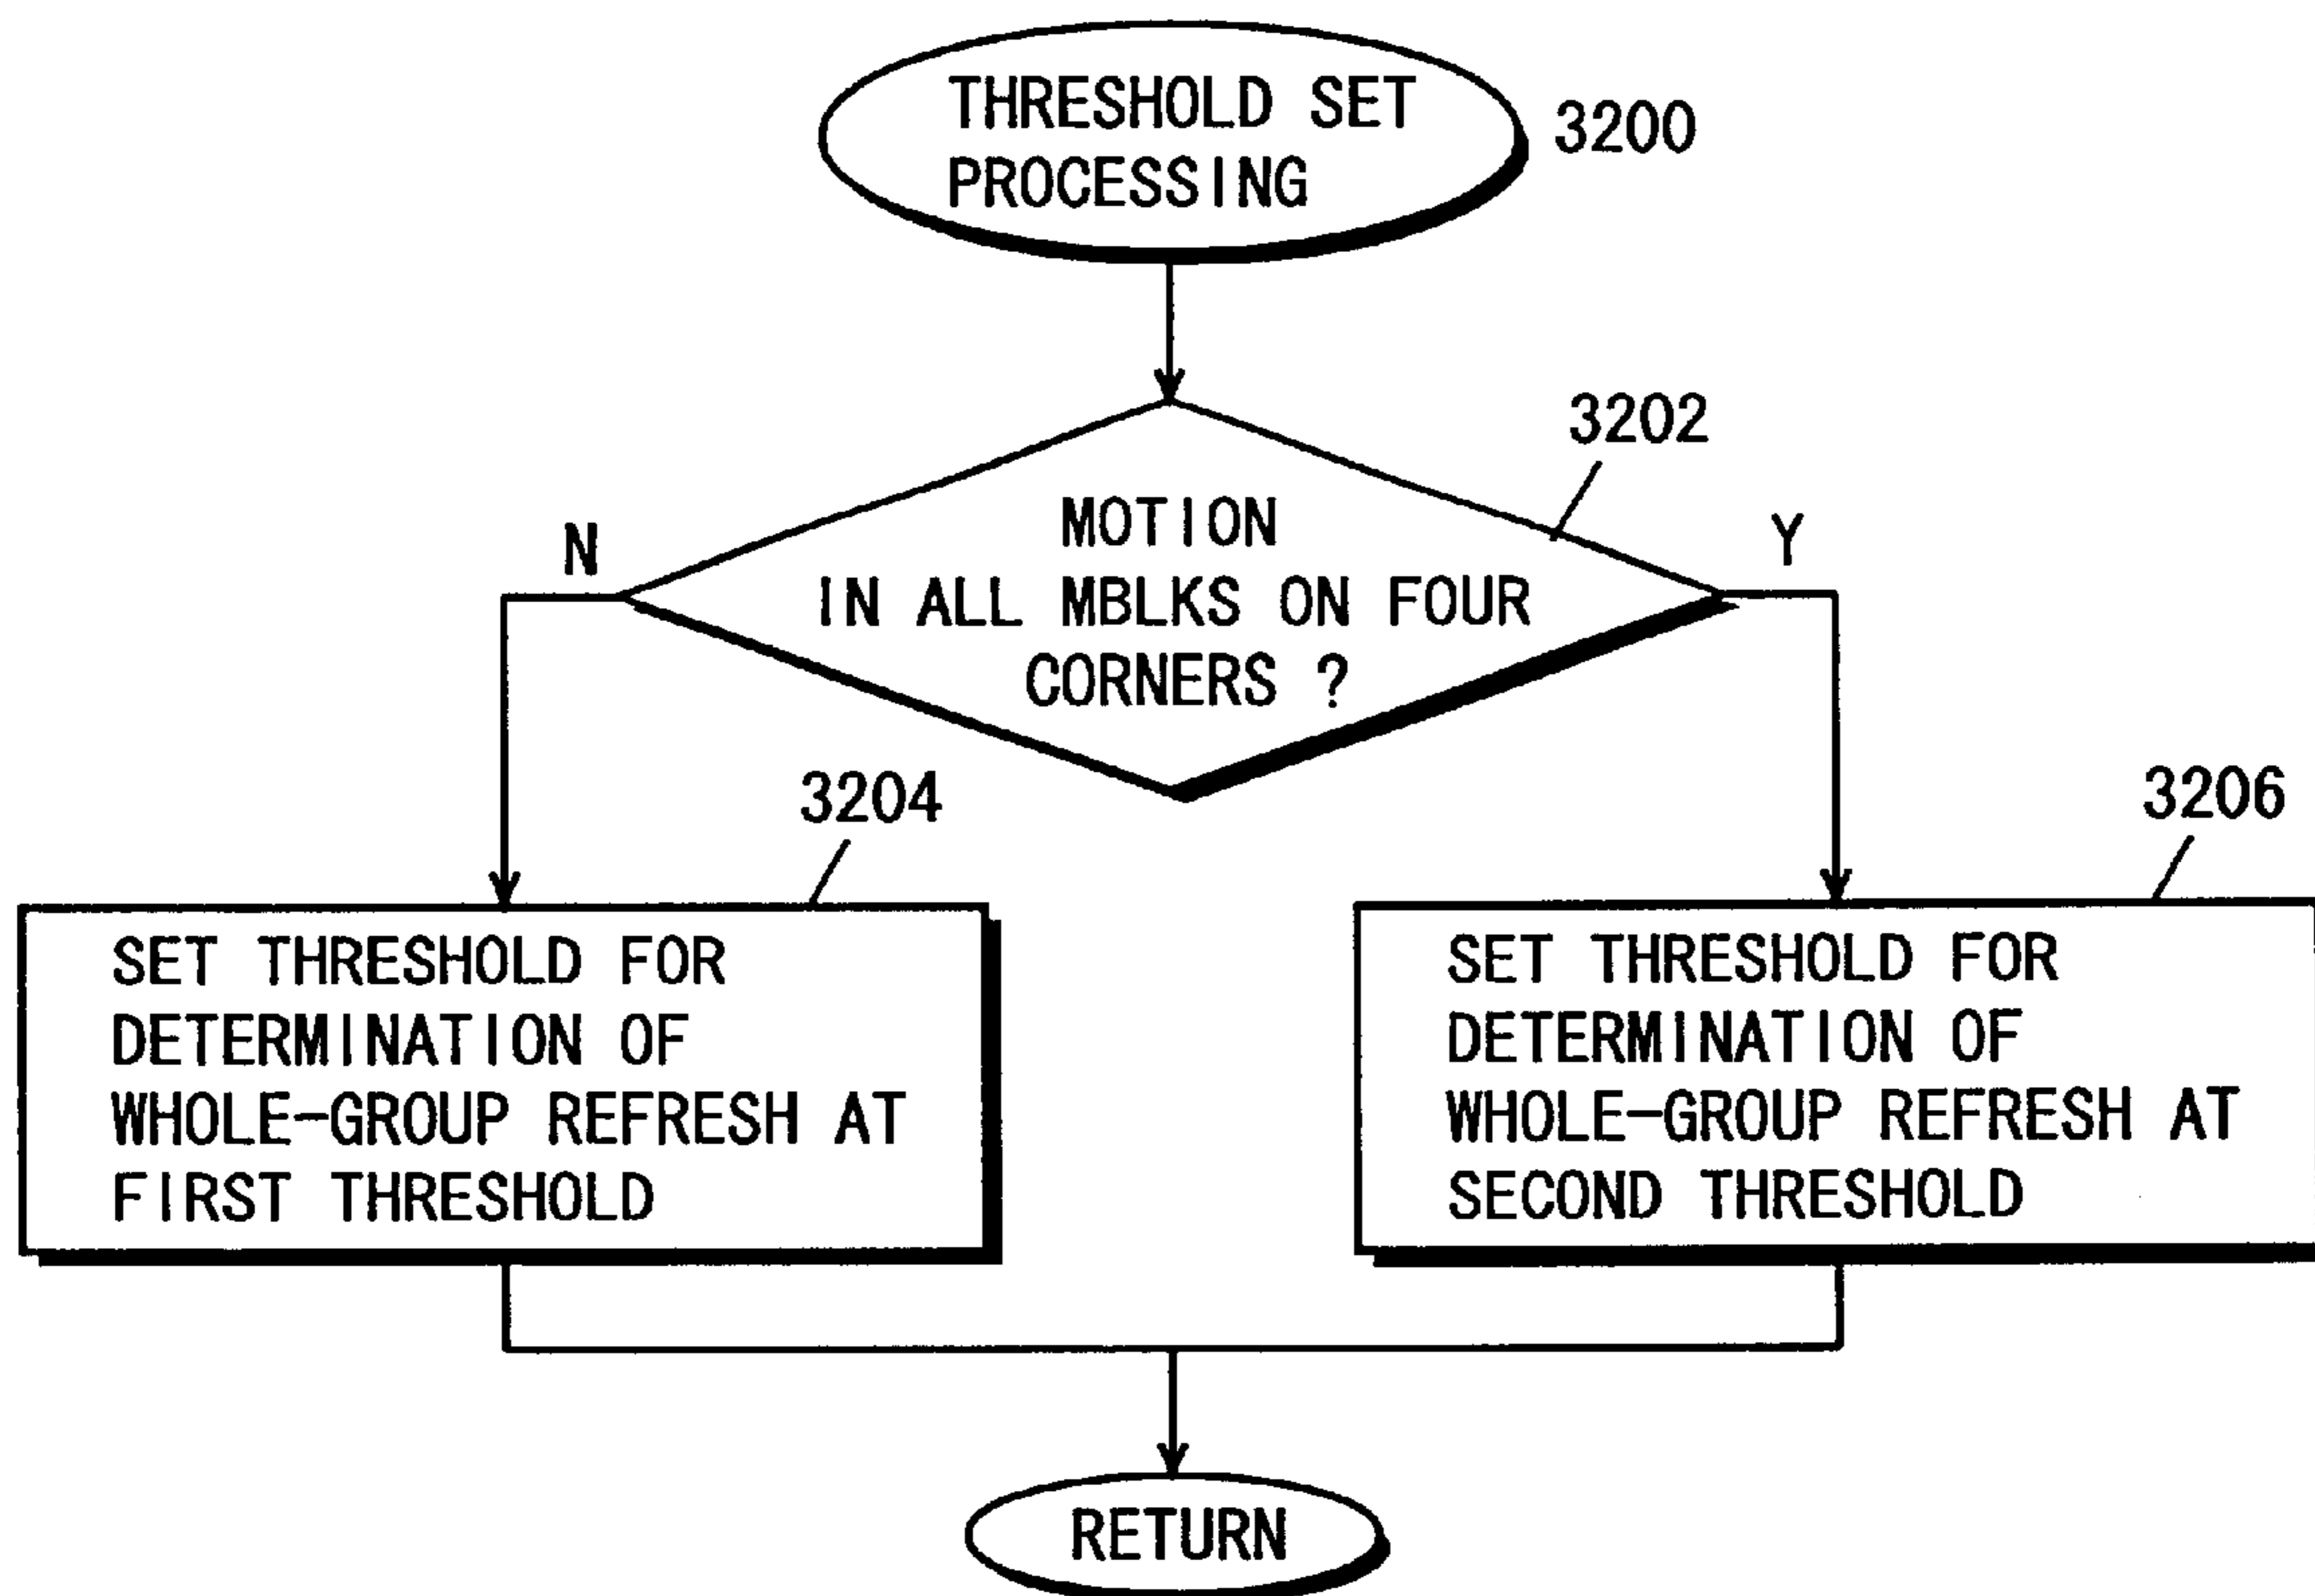 THRESHOLD SET
PROCESSING
3200
3202
MOTION
IN ALL MBLKS ON FOUR
CORNERS ?
N
Y
3204
SET THRESHOLD FOR
DETERMINATION OF
WHOLE-GROUP REFRESH AT
FIRST THRESHOLD
3206
SET THRESHOLD FOR
DETERMINATION OF
WHOLE-GROUP REFRESH AT
SECOND THRESHOLD
RETURN